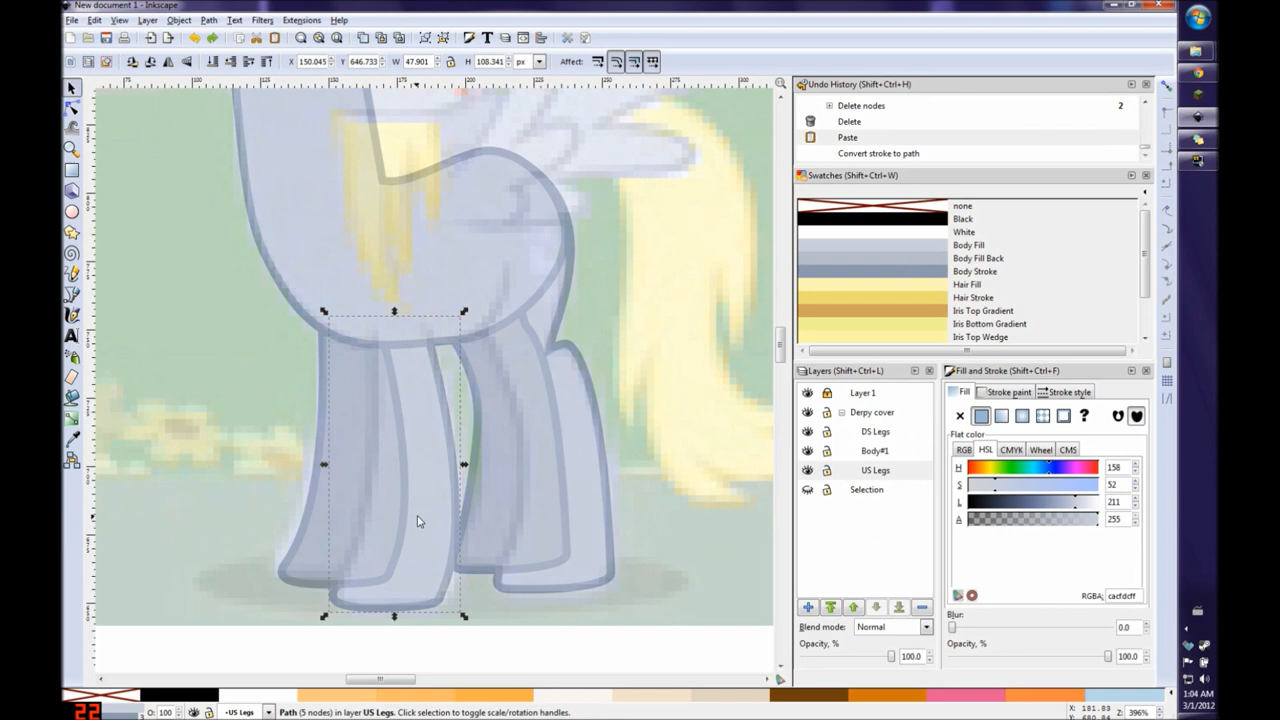 New document 1 - Inkscape
File Edit View Layer Object Path Text Filters Extensions Help
X 150.045 Y 646.733 W 47.901 H 108.341 px Affect:
Undo History (Shift+Ctrl+H)
Delete nodes 2
Delete
Paste
Convert stroke to path
Swatches (Shift+Ctrl+W)
none
Black
White
Body Fill
Body Fill Back
Body Stroke
Hair Fill
Hair Stroke
Iris Top Gradient
Iris Bottom Gradient
Iris Top Wedge
Layers (Shift+Ctrl+L)
Layer 1
Derpy cover
DS Legs
Body#1
US Legs
Selection
Blend mode: Normal
Opacity, %
100.0
Fill and Stroke (Shift+Ctrl+F)
Fill Stroke paint Stroke style
?
Flat color
RGB HSL CMYK Wheel CMS
H 158
S 52
L 211
A 255
RGBA: cacfdcff
Blur:
0.0
Opacity, %
100.0
1:04 AM
3/1/2012
22
O: 100 ·US Legs Path (5 nodes) in layer US Legs. Click selection to toggle scale/rotation handles. X: 181.83 Z: 396%